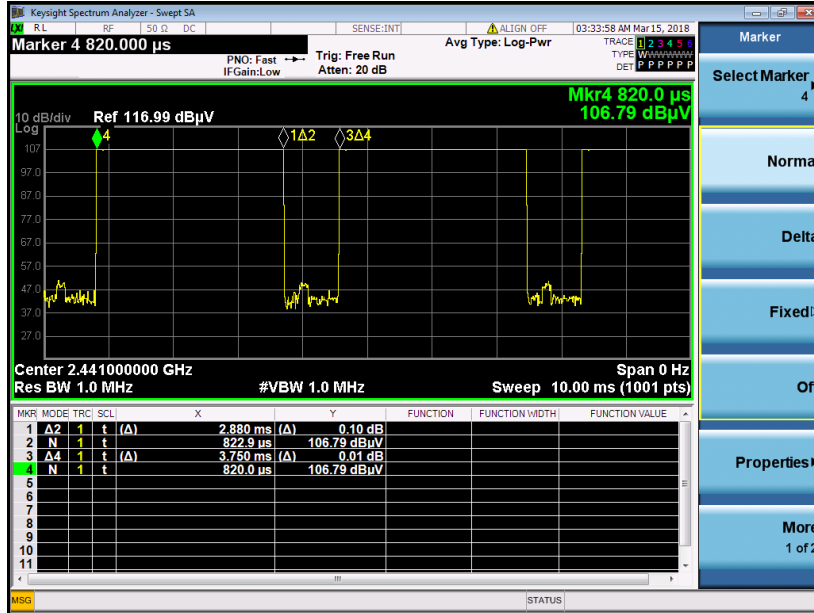 Keysight Spectrum Analyzer - Swept SA
LXI RL RF 50 Ω DC SENSE:INT ALIGN OFF 03:33:58 AM Mar 15, 2018
Marker 4 820.000 µs
PNO: Fast Trig: Free Run Avg Type: Log-Pwr TRACE 1 2 3 4 5 6
TYPE WWWWWW
IFGain:Low Atten: 20 dB DET P P P P P P
Mkr4 820.0 µs
106.79 dBµV
10 dB/div Ref 116.99 dBµV
Log
4 1Δ2 3Δ4
107
97.0
87.0
77.0
67.0
57.0
47.0
37.0
27.0
Center 2.441000000 GHz Span 0 Hz
Res BW 1.0 MHz #VBW 1.0 MHz Sweep 10.00 ms (1001 pts)
MKR MODE TRC SCL X Y FUNCTION FUNCTION WIDTH FUNCTION VALUE
1 Δ2 1 t (Δ) 2.880 ms (Δ) 0.10 dB
2 N 1 t 822.9 µs 106.79 dBµV
3 Δ4 1 t (Δ) 3.750 ms (Δ) 0.01 dB
4 N 1 t 820.0 µs 106.79 dBµV
5
6
7
8
9
10
11
MSG STATUS
Marker
Select Marker
4
Norma
Delta
Fixed
Of
Properties
More
1 of 2